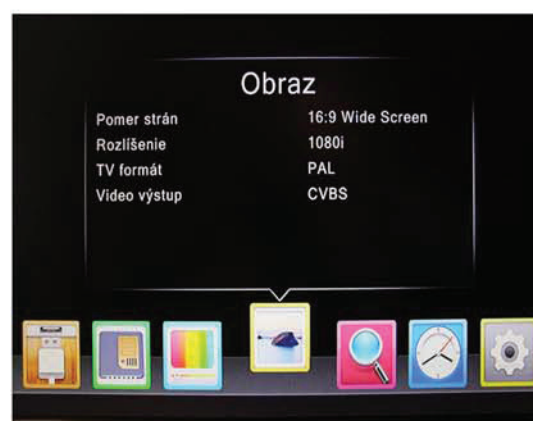 Obraz
Pomer strán 16:9 Wide Screen
Rozlíšenie 1080i
TV formát PAL
Video výstup CVBS